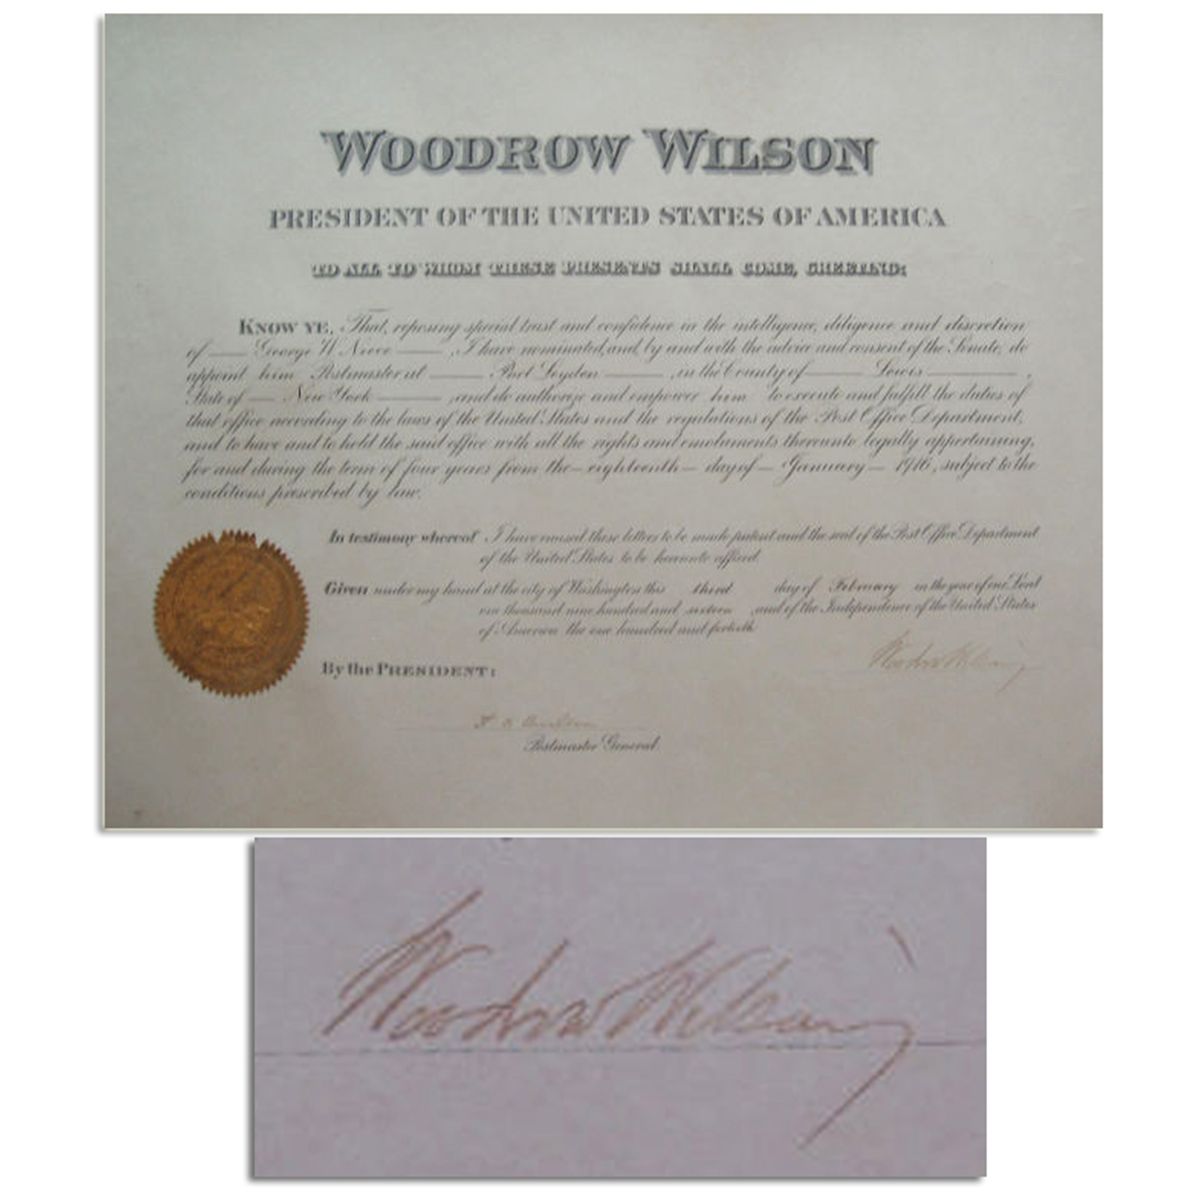 WOODROW WILSON
PRESIDENT OF THE UNITED STATES OF AMERICA
TO ALL TO WHOM THESE PRESENTS SHALL COME, GREETING:
KNOW YE, That, reposing special trust and confidence in the intelligence, diligence and discretion
of — George W. — , I have nominated, and, by and with the advice and consent of the Senate, do
appoint him Postmaster at — Port Leyden — , in the County of — Lewis — ,
State of — New York — , and do authorize and empower him to execute and fulfill the duties of
that office according to the laws of the United States and the regulations of the Post Office Department,
and to have and to hold the said office with all the rights and emoluments thereunto legally appertaining,
for and during the term of four years from the — eighteenth — day of — January — 1916, subject to the
conditions prescribed by law.
In testimony whereof I have caused these letters to be made patent and the seal of the Post Office Department
of the United States to be hereunto affixed.
Given under my hand at the city of Washington this third day of February in the year of our Lord
one thousand nine hundred and sixteen and of the Independence of the United States
of America the one hundred and fortieth
Woodrow Wilson
By the PRESIDENT:
Postmaster General.
Woodrow Wilson